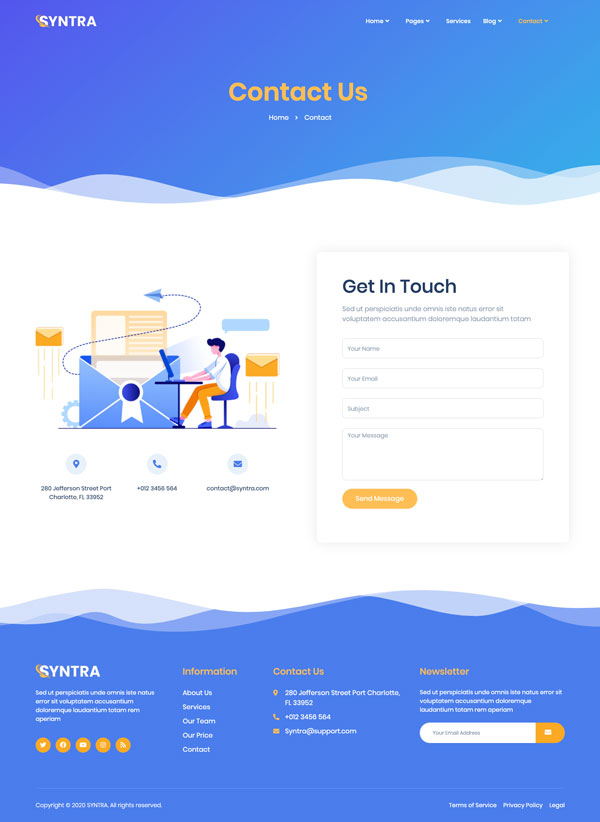 SYNTRA
Home Pages Services Blog Contact
Contact Us
Home > Contact
Get In Touch
Sed ut perspiciatis unde omnis iste natus error sit
voluptatem accusantium doloremque laudantium totam
Your Name
Your Email
Subject
Your Message
Send Message
280 Jefferson Street Port
Charlotte, FL 33952
+012 3456 564
contact@syntra.com
SYNTRA
Sed ut perspiciatis unde omnis iste natus
error sit voluptatem accusantium
doloremque laudantium totam rem
aperiam
Information
About Us
Services
Our Team
Our Price
Contact
Contact Us
280 Jefferson Street Port Charlotte,
FL 33952
+012 3456 564
Syntra@support.com
Newsletter
Sed ut perspiciatis unde omnis iste natus error sit
voluptatem accusantium doloremque
laudantium totam rem aperiam
Your Email Address
Copyright © 2020 SYNTRA. All rights reserved.
Terms of Service Privacy Policy Legal